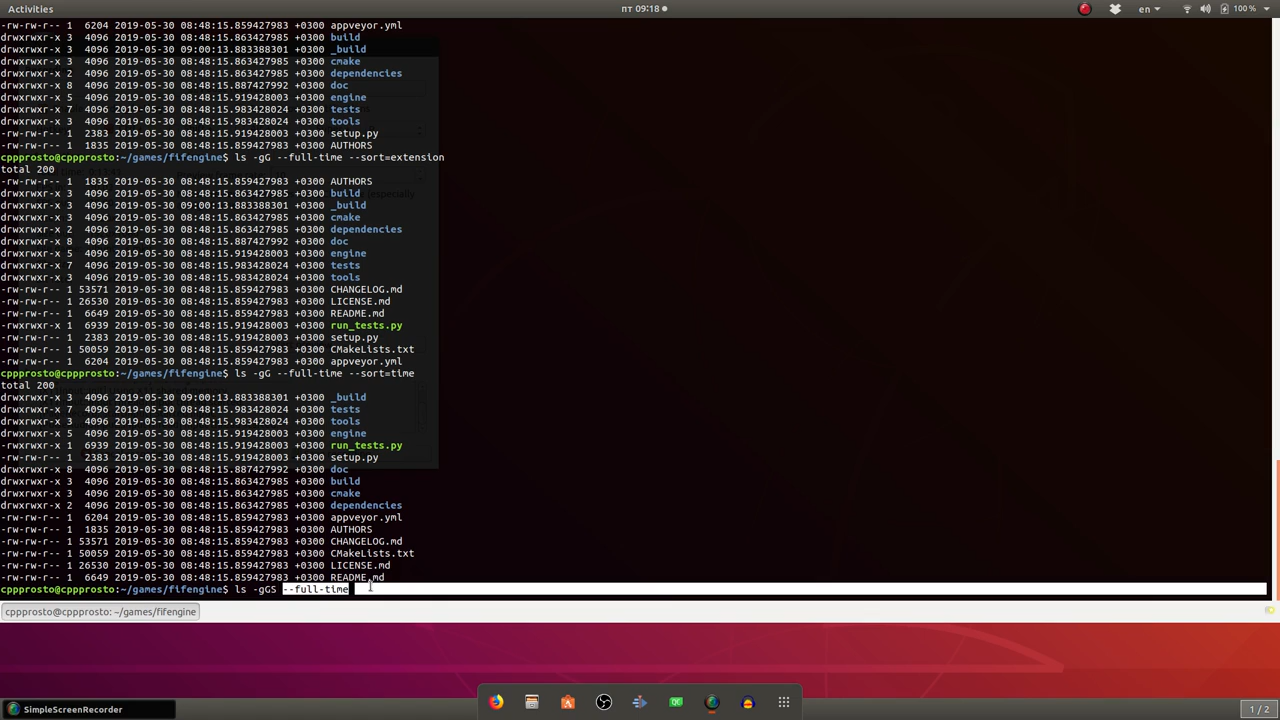 Activities
пт 09:18
en
100 %
-rw-rw-r-- 1  6204 2019-05-30 08:48:15.859427983 +0300 appveyor.yml
drwxrwxr-x 3  4096 2019-05-30 08:48:15.863427985 +0300 build
drwxrwxr-x 3  4096 2019-05-30 09:00:13.883388301 +0300 _build
drwxrwxr-x 3  4096 2019-05-30 08:48:15.863427985 +0300 cmake
drwxrwxr-x 2  4096 2019-05-30 08:48:15.863427985 +0300 dependencies
drwxrwxr-x 8  4096 2019-05-30 08:48:15.887427992 +0300 doc
drwxrwxr-x 5  4096 2019-05-30 08:48:15.919428003 +0300 engine
drwxrwxr-x 7  4096 2019-05-30 08:48:15.983428024 +0300 tests
drwxrwxr-x 3  4096 2019-05-30 08:48:15.983428024 +0300 tools
-rw-rw-r-- 1  2383 2019-05-30 08:48:15.919428003 +0300 setup.py
-rw-rw-r-- 1  1835 2019-05-30 08:48:15.859427983 +0300 AUTHORS
cppprosto@cppprosto:~/games/fifengine$ ls -gG --full-time --sort=extension
total 200
-rw-rw-r-- 1  1835 2019-05-30 08:48:15.859427983 +0300 AUTHORS
drwxrwxr-x 3  4096 2019-05-30 08:48:15.863427985 +0300 build
drwxrwxr-x 3  4096 2019-05-30 09:00:13.883388301 +0300 _build
drwxrwxr-x 3  4096 2019-05-30 08:48:15.863427985 +0300 cmake
drwxrwxr-x 2  4096 2019-05-30 08:48:15.863427985 +0300 dependencies
drwxrwxr-x 8  4096 2019-05-30 08:48:15.887427992 +0300 doc
drwxrwxr-x 5  4096 2019-05-30 08:48:15.919428003 +0300 engine
drwxrwxr-x 7  4096 2019-05-30 08:48:15.983428024 +0300 tests
drwxrwxr-x 3  4096 2019-05-30 08:48:15.983428024 +0300 tools
-rw-rw-r-- 1 53571 2019-05-30 08:48:15.859427983 +0300 CHANGELOG.md
-rw-rw-r-- 1 26530 2019-05-30 08:48:15.859427983 +0300 LICENSE.md
-rw-rw-r-- 1  6649 2019-05-30 08:48:15.859427983 +0300 README.md
-rwxrwxr-x 1  6939 2019-05-30 08:48:15.919428003 +0300 run_tests.py
-rw-rw-r-- 1  2383 2019-05-30 08:48:15.919428003 +0300 setup.py
-rw-rw-r-- 1 50059 2019-05-30 08:48:15.859427983 +0300 CMakeLists.txt
-rw-rw-r-- 1  6204 2019-05-30 08:48:15.859427983 +0300 appveyor.yml
cppprosto@cppprosto:~/games/fifengine$ ls -gG --full-time --sort=time
total 200
drwxrwxr-x 3  4096 2019-05-30 09:00:13.883388301 +0300 _build
drwxrwxr-x 7  4096 2019-05-30 08:48:15.983428024 +0300 tests
drwxrwxr-x 3  4096 2019-05-30 08:48:15.983428024 +0300 tools
drwxrwxr-x 5  4096 2019-05-30 08:48:15.919428003 +0300 engine
-rwxrwxr-x 1  6939 2019-05-30 08:48:15.919428003 +0300 run_tests.py
-rw-rw-r-- 1  2383 2019-05-30 08:48:15.919428003 +0300 setup.py
drwxrwxr-x 8  4096 2019-05-30 08:48:15.887427992 +0300 doc
drwxrwxr-x 3  4096 2019-05-30 08:48:15.863427985 +0300 build
drwxrwxr-x 3  4096 2019-05-30 08:48:15.863427985 +0300 cmake
drwxrwxr-x 2  4096 2019-05-30 08:48:15.863427985 +0300 dependencies
-rw-rw-r-- 1  6204 2019-05-30 08:48:15.859427983 +0300 appveyor.yml
-rw-rw-r-- 1  1835 2019-05-30 08:48:15.859427983 +0300 AUTHORS
-rw-rw-r-- 1 53571 2019-05-30 08:48:15.859427983 +0300 CHANGELOG.md
-rw-rw-r-- 1 50059 2019-05-30 08:48:15.859427983 +0300 CMakeLists.txt
-rw-rw-r-- 1 26530 2019-05-30 08:48:15.859427983 +0300 LICENSE.md
-rw-rw-r-- 1  6649 2019-05-30 08:48:15.859427983 +0300 README.md
cppprosto@cppprosto:~/games/fifengine$ ls -gGS --full-time
cppprosto@cppprosto: ~/games/fifengine
QC
SimpleScreenRecorder
1 / 2